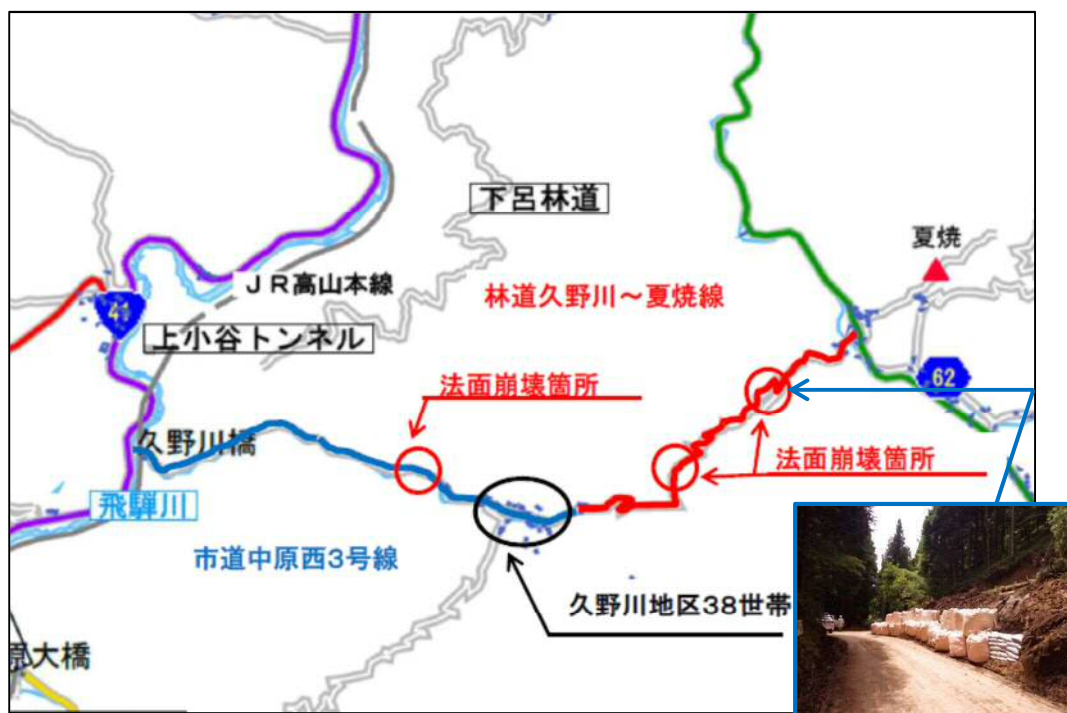 下呂林道
夏焼
JR高山本線
林道久野川～夏焼線
41
上小谷トンネル
62
法面崩壊箇所
久野川橋
法面崩壊箇所
飛騨川
市道中原西3号線
久野川地区38世帯
原大橋